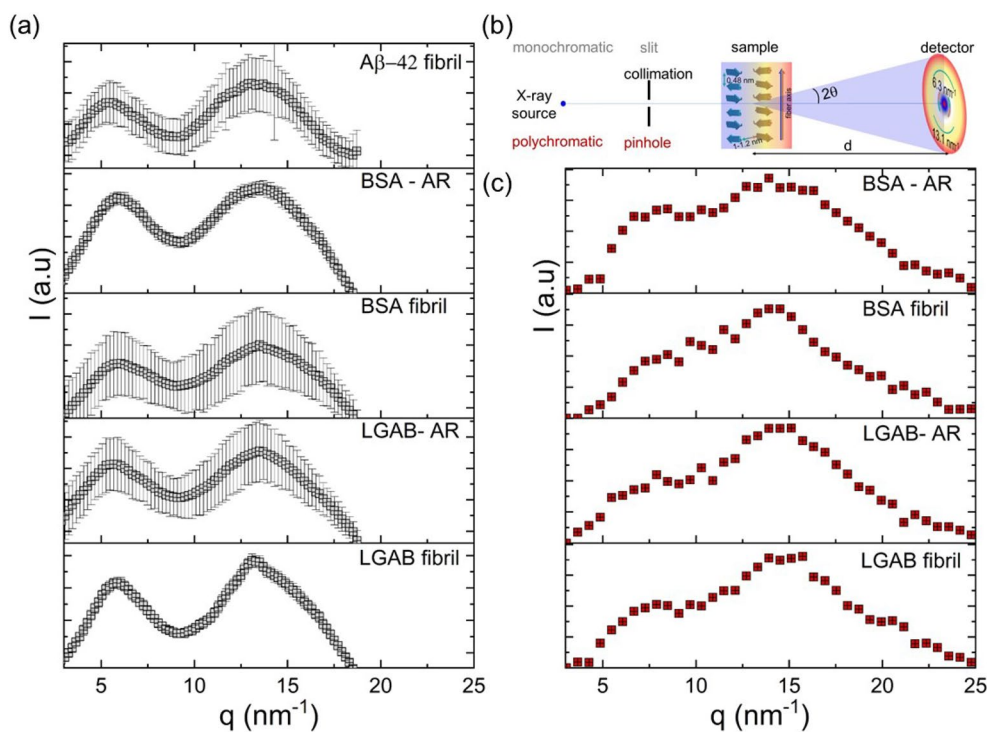 (a)
Aβ–42 fibril
BSA - AR
BSA fibril
LGAB- AR
LGAB fibril
I (a.u)
5 10 15 20 25
q (nm⁻¹)
(b)
monochromatic slit sample detector
collimation
X-ray
source
polychromatic pinhole
0.48 nm
1-1.2 nm
fiber axis
2θ
d
6.3 nm⁻¹
13.1 nm⁻¹
(c)
BSA - AR
BSA fibril
LGAB- AR
LGAB fibril
I (a.u)
5 10 15 20 25
q (nm⁻¹)